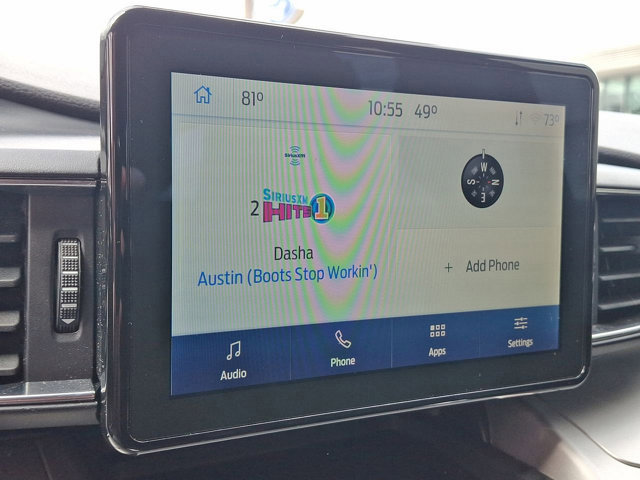 81° 10:55 49° 73°
SiriusXM
2 SiriusXM Hits 1
Dasha
Austin (Boots Stop Workin')
W
S N
E
+ Add Phone
Audio Phone Apps Settings